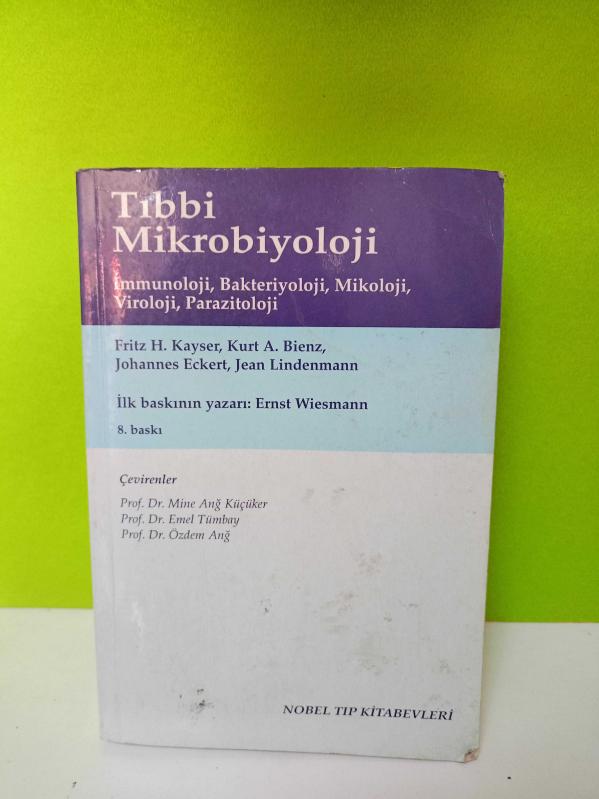 Tıbbi
Mikrobiyoloji
İmmunoloji, Bakteriyoloji, Mikoloji,
Viroloji, Parazitoloji
Fritz H. Kayser, Kurt A. Bienz,
Johannes Eckert, Jean Lindenmann
İlk baskının yazarı: Ernst Wiesmann
8. baskı
Çevirenler
Prof. Dr. Mine Anğ Küçüker
Prof. Dr. Emel Tümbay
Prof. Dr. Özdem Anğ
NOBEL TIP KİTABEVLERİ